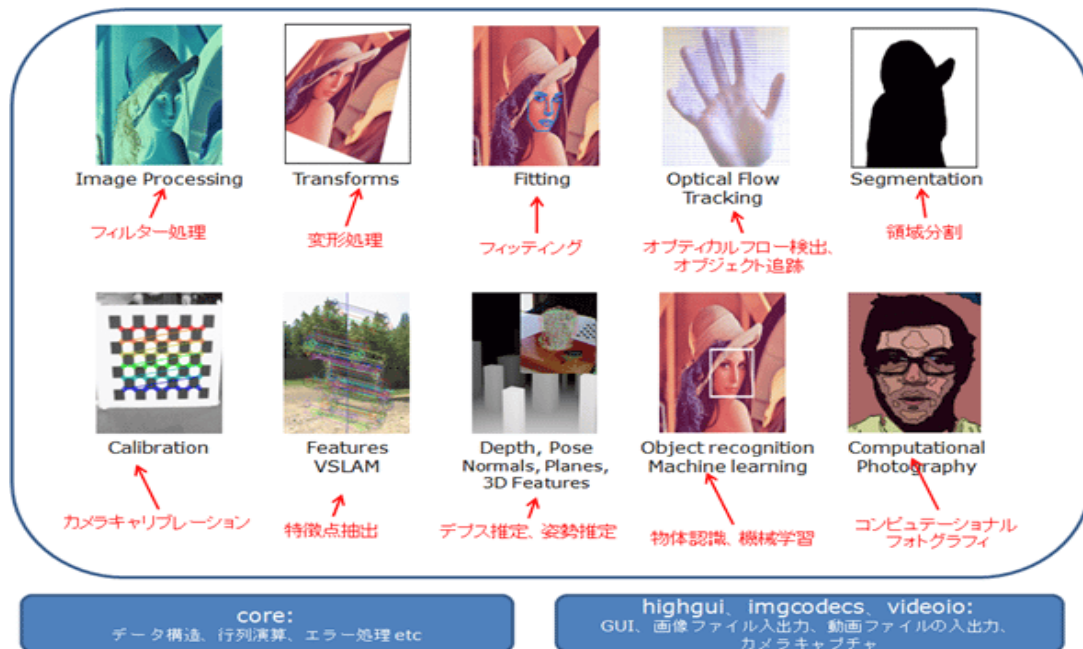 Image Processing
Transforms
Fitting
Optical Flow
Tracking
Segmentation
フィルター処理
変形処理
フィッティング
オプティカルフロー検出、
オブジェクト追跡
領域分割
Calibration
Features
VSLAM
Depth, Pose
Normals, Planes,
3D Features
Object recognition
Machine learning
Computational
Photography
カメラキャリブレーション
特徴点抽出
デプス推定、姿勢推定
物体認識、機械学習
コンピュテーショナル
フォトグラフィ
core:
データ構造、行列演算、エラー処理 etc
highgui、imgcodecs、videoio:
GUI、画像ファイル入出力、動画ファイルの入出力、
カメラキャプチャ